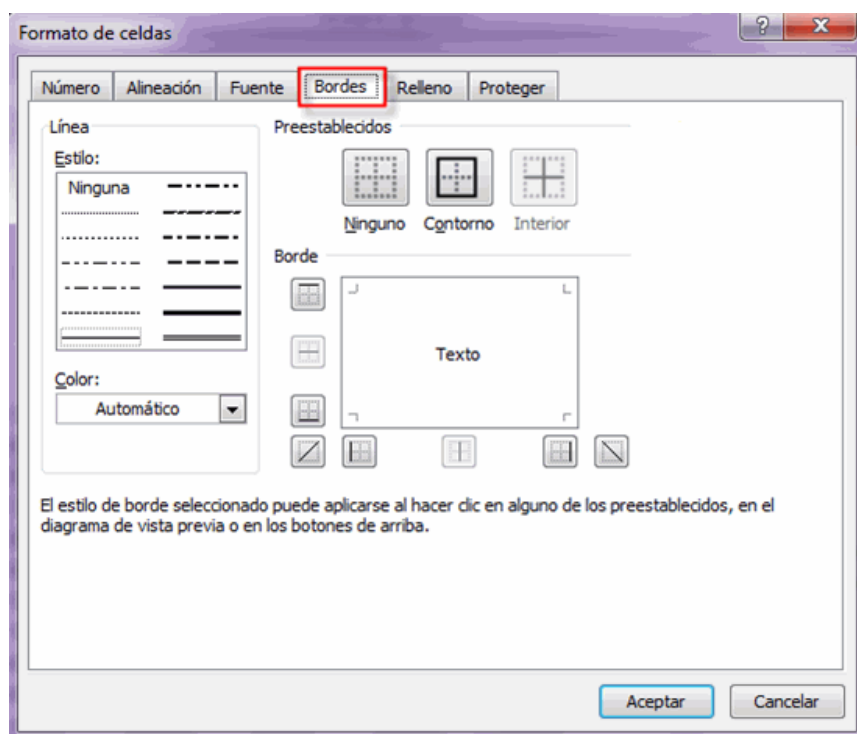 Formato de celdas
Número Alineación Fuente Bordes Relleno Proteger
Línea
Estilo:
Ninguna
Color:
Automático
Preestablecidos
Ninguno Contorno Interior
Borde
Texto
El estilo de borde seleccionado puede aplicarse al hacer clic en alguno de los preestablecidos, en el
diagrama de vista previa o en los botones de arriba.
Aceptar Cancelar